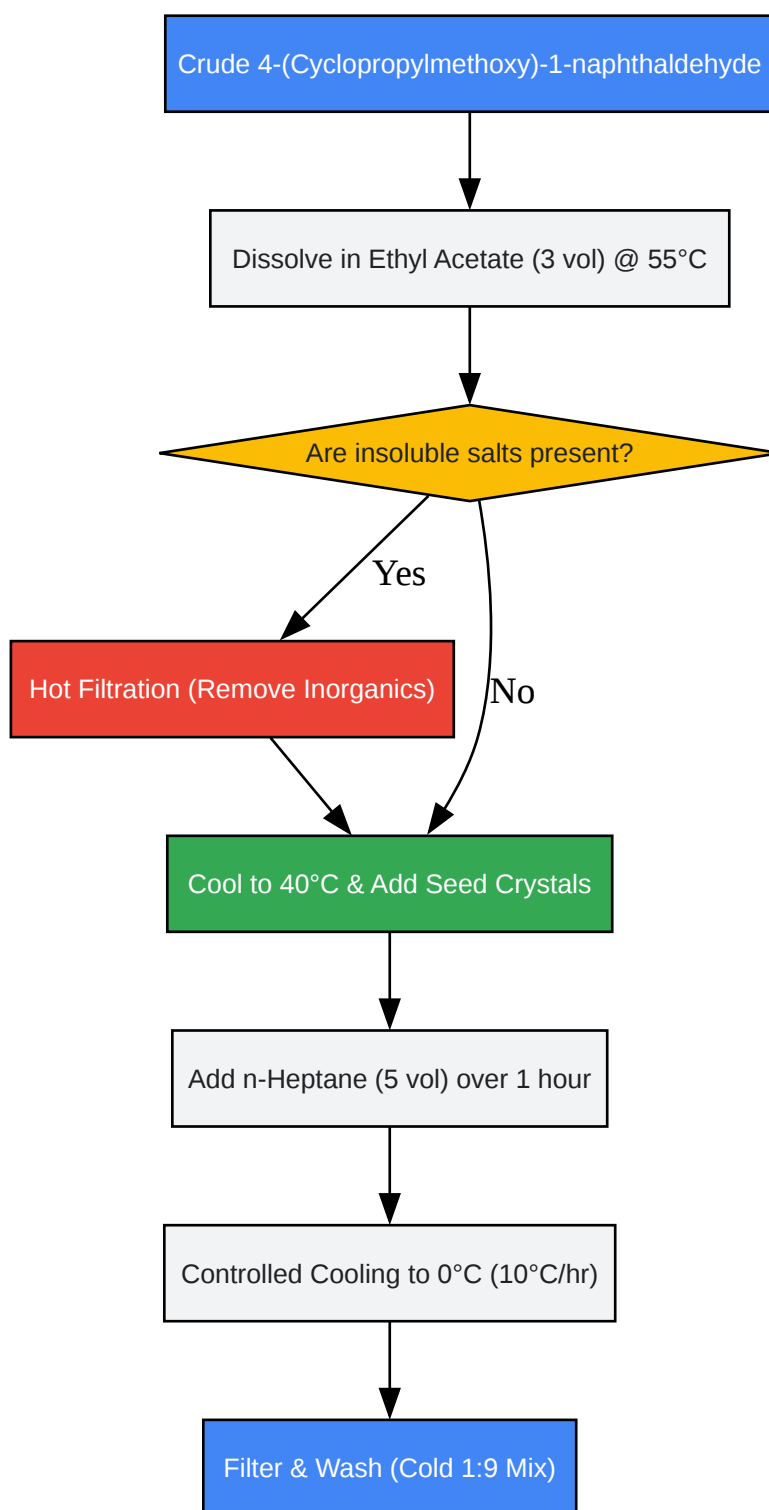 Crude 4-(Cyclopropylmethoxy)-1-naphthaldehyde
Dissolve in Ethyl Acetate (3 vol) @ 55°C
Are insoluble salts present?
Yes
Hot Filtration (Remove Inorganics)
No
Cool to 40°C & Add Seed Crystals
Add n-Heptane (5 vol) over 1 hour
Controlled Cooling to 0°C (10°C/hr)
Filter & Wash (Cold 1:9 Mix)